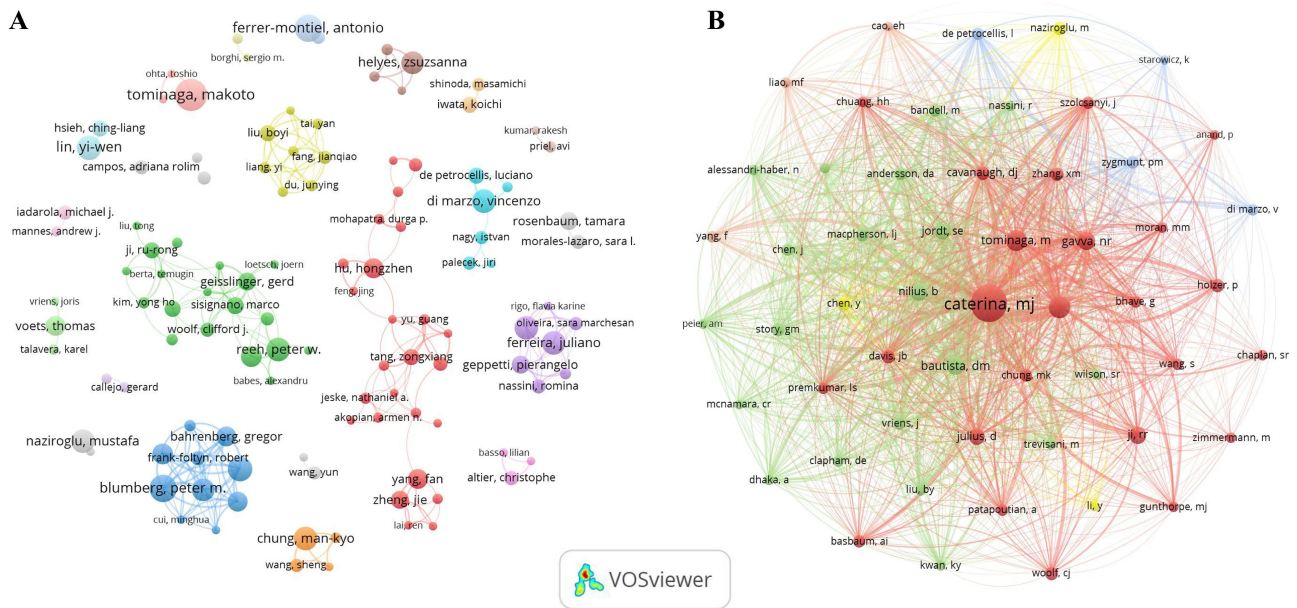 A
ferrer-montiel, antonio
borghi, sergio m.
helyes, zsuzsanna
ohta, toshio
tominaga, makoto
shinoda, masamichi
iwata, koichi
hsieh, ching-liang
lin, yi-wen
liu, boyi
tai, yan
fang, jianqiao
liang, yi
du, junying
kumar, rakesh
priel, avi
campos, adriana rolim
de petrocellis, luciano
di marzo, vincenzo
mohapatra, durga p.
iadarola, michael j.
mannes, andrew j.
liu, tong
rosenbaum, tamara
morales-lazaro, sara l.
nagy, istvan
palecek, jiri
ji, ru-rong
loetsch, joern
berta, temugin
geisslinger, gerd
hu, hongzhen
feng, jing
vriens, joris
voets, thomas
talavera, karel
kim, yong ho
sisignano, marco
woolf, clifford j.
reeh, peter w.
babes, alexandru
rigo, flavia karine
oliveira, sara marchesan
ferreira, juliano
geppetti, pierangelo
nassini, romina
yu, guang
tang, zongxiang
callejo, gerard
jeske, nathaniel a.
akopian, armen n.
naziroglu, mustafa
bahrenberg, gregor
frank-foltyn, robert
blumberg, peter m.
cui, minghua
wang, yun
basso, lilian
altier, christophe
yang, fan
zheng, jie
lai, ren
chung, man-kyo
wang, sheng
VOSviewer
B
cao, eh
de petrocellis, l
naziroglu, m
starowicz, k
liao, mf
chuang, hh
bandell, m
nassini, r
szolcsanyi, j
anand, p
alessandri-haber, n
andersson, da
cavanaugh, dj
zhang, xm
zygmunt, pm
di marzo, v
yang, f
macpherson, lj
jordt, se
chen, j
tominaga, m
gavva, nr
moran, mm
nilius, b
chen, y
caterina, mj
bhave, g
holzer, p
peier, am
story, gm
davis, jb
bautista, dm
chung, mk
wilson, sr
wang, s
chaplan, sr
premkumar, ls
mcnamara, cr
vriens, j
julius, d
trevisani, m
ji, rr
zimmermann, m
clapham, de
dhaka, a
liu, by
patapoutian, a
li, y
gunthorpe, mj
basbaum, ai
kwan, ky
woolf, cj